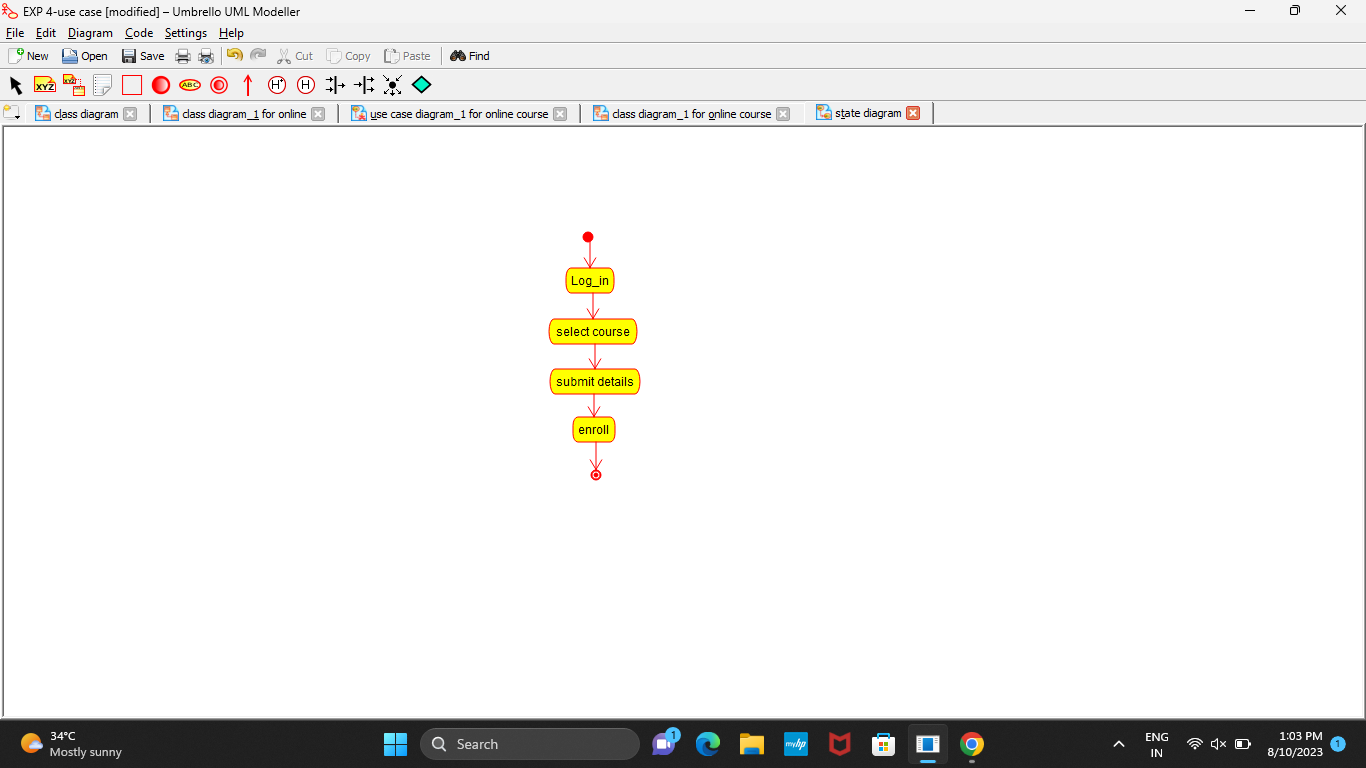 EXP 4-use case [modified] – Umbrello UML Modeller
File Edit Diagram Code Settings Help
New Open Save Cut Copy Paste Find
XYZ XYZ ABC H* H
class diagram class diagram_1 for online use case diagram_1 for online course class diagram_1 for online course state diagram
Log_in
select course
submit details
enroll
34°C
Mostly sunny
Search
1
myhp
ENG
IN
1:03 PM
8/10/2023
1